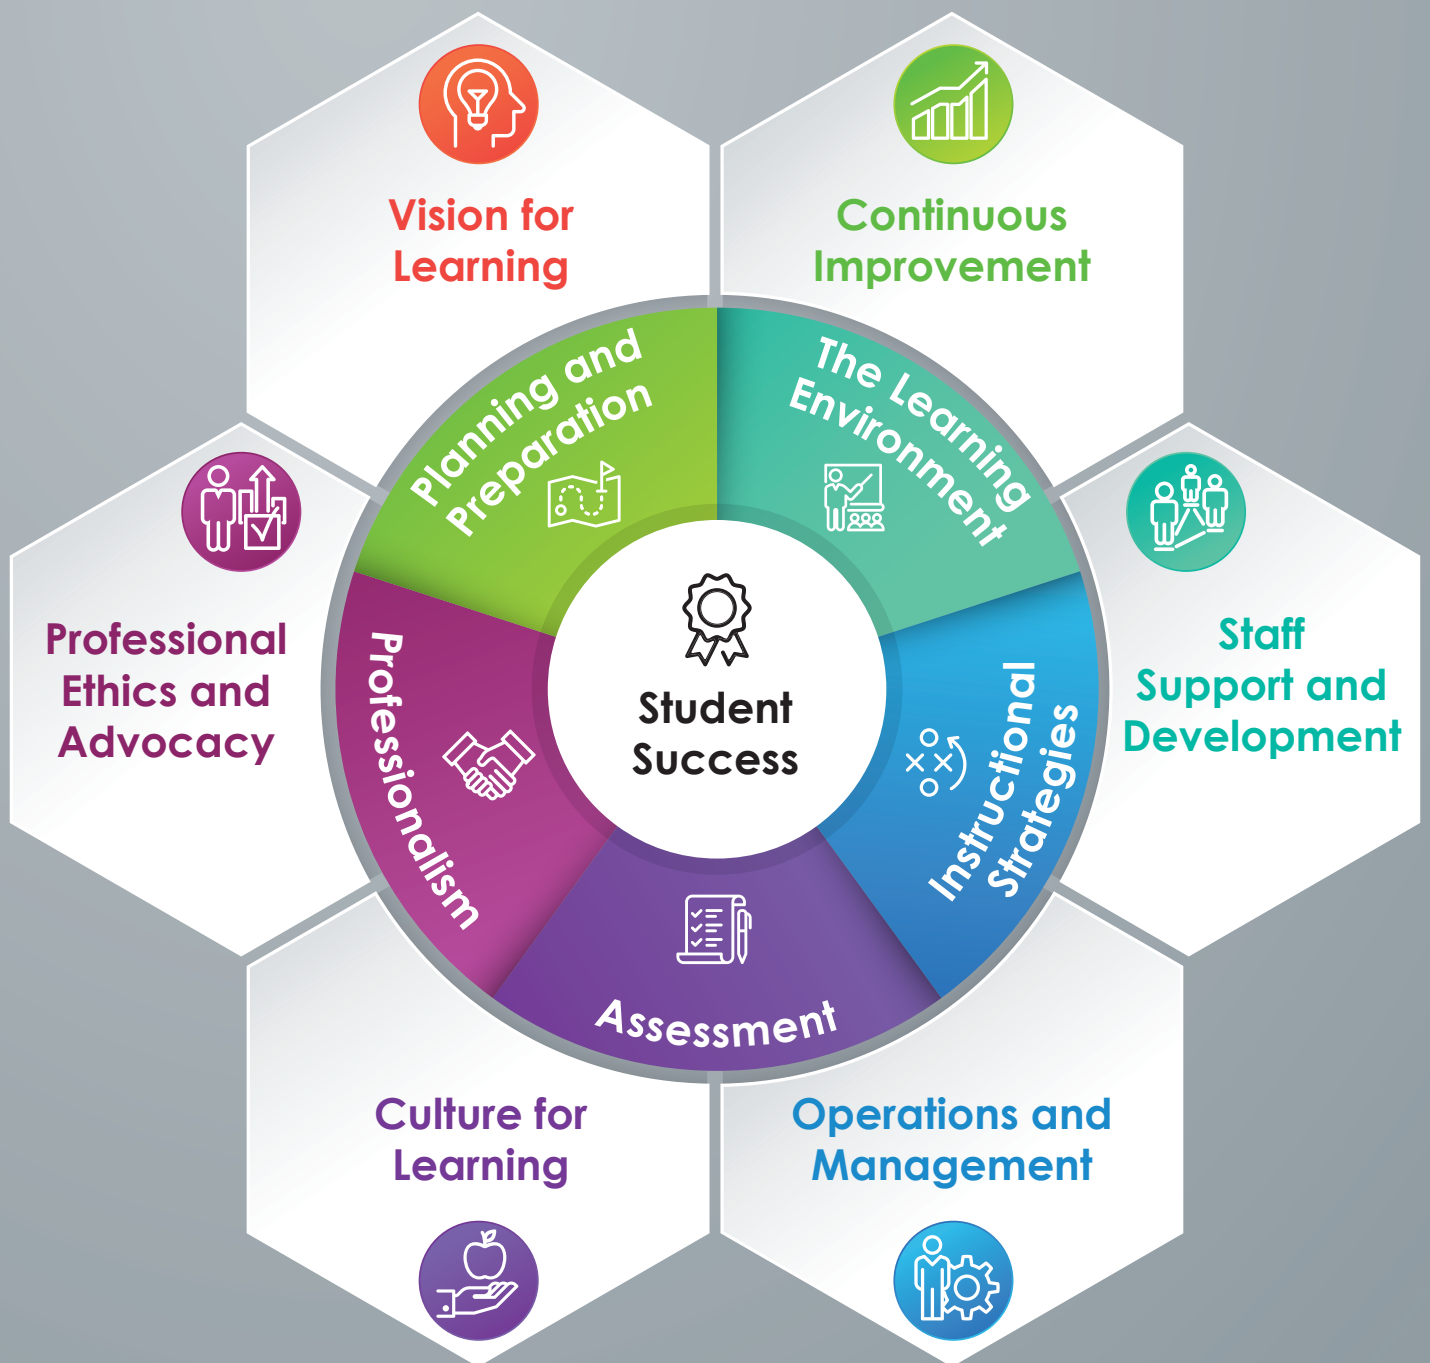 Vision for
Learning
Continuous
Improvement
Planning and
Preparation
The Learning
Environment
Professional
Ethics and
Advocacy
Staff
Support and
Development
Professionalism
Student
Success
Instructional
Strategies
Assessment
Culture for
Learning
Operations and
Management